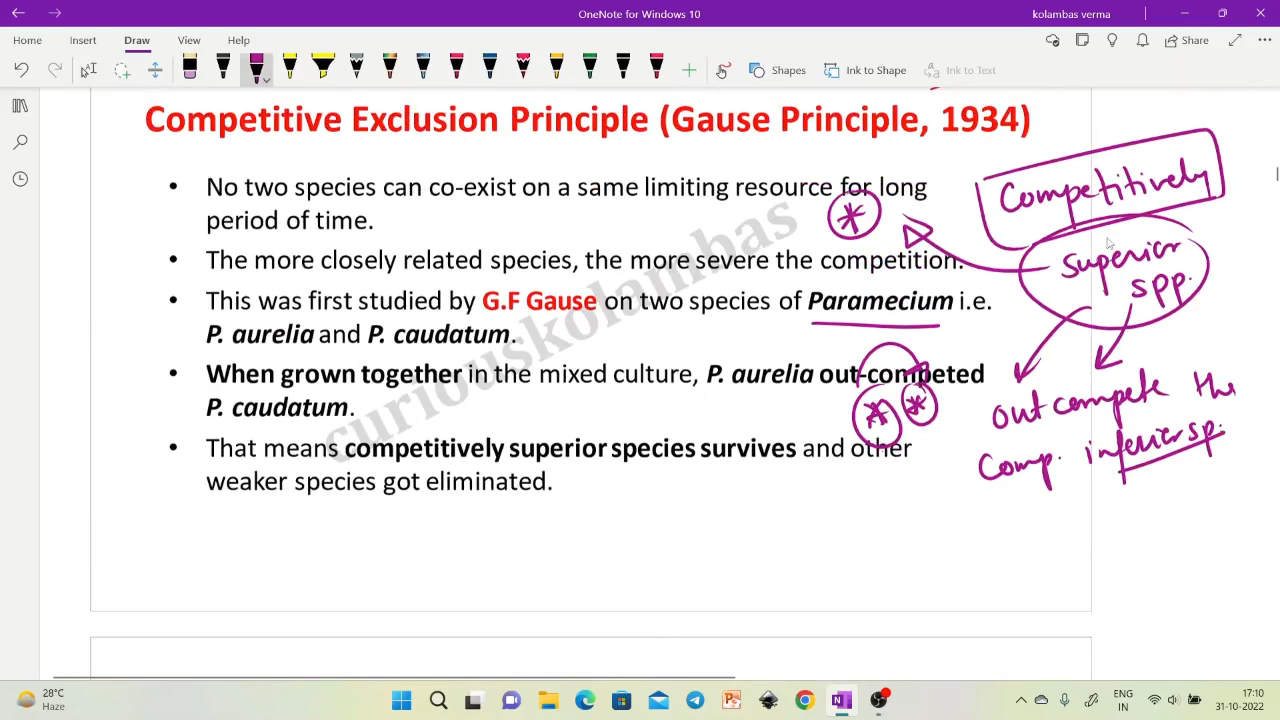 OneNote for Windows 10
kolambas verma
Home Insert Draw View Help
Share
Shapes Ink to Shape Ink to Text
Competitive Exclusion Principle (Gause Principle, 1934)
• No two species can co-exist on a same limiting resource for long
period of time.
• The more closely related species, the more severe the competition.
• This was first studied by G.F Gause on two species of Paramecium i.e.
P. aurelia and P. caudatum.
• When grown together in the mixed culture, P. aurelia out-competed
P. caudatum.
• That means competitively superior species survives and other
weaker species got eliminated.
Competitively
Superior
spp.
out compete the
Comp. inferior sp.
curiouskolambas
28°C
Haze
ENG
IN
17:10
31-10-2022